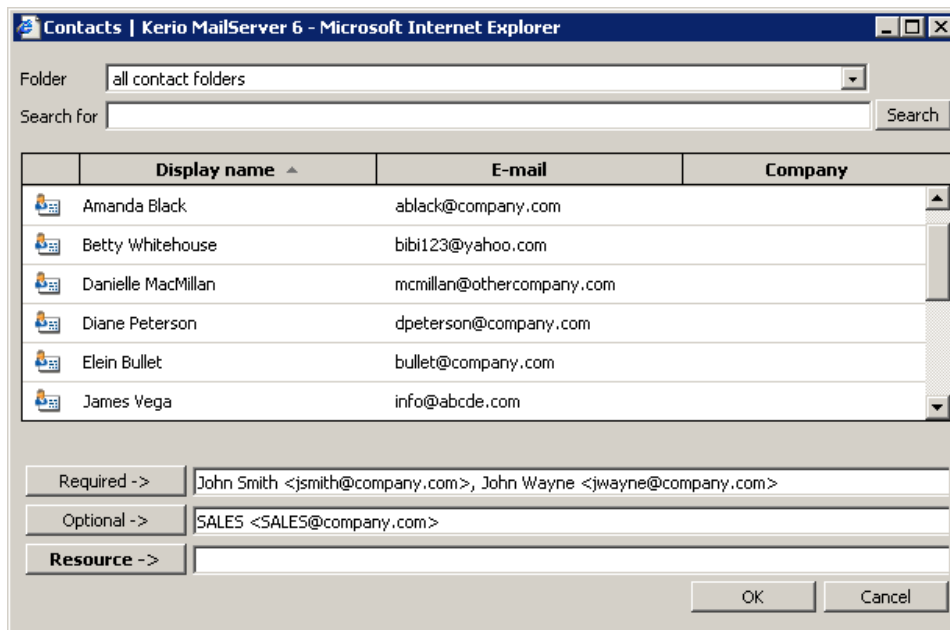 Contacts | Kerio MailServer 6 - Microsoft Internet Explorer
Folder all contact folders
Search for Search
Display name E-mail Company
Amanda Black ablack@company.com
Betty Whitehouse bibi123@yahoo.com
Danielle MacMillan mcmillan@othercompany.com
Diane Peterson dpeterson@company.com
Elein Bullet bullet@company.com
James Vega info@abcde.com
Required -> John Smith <jsmith@company.com>, John Wayne <jwayne@company.com>
Optional -> SALES <SALES@company.com>
Resource ->
OK Cancel